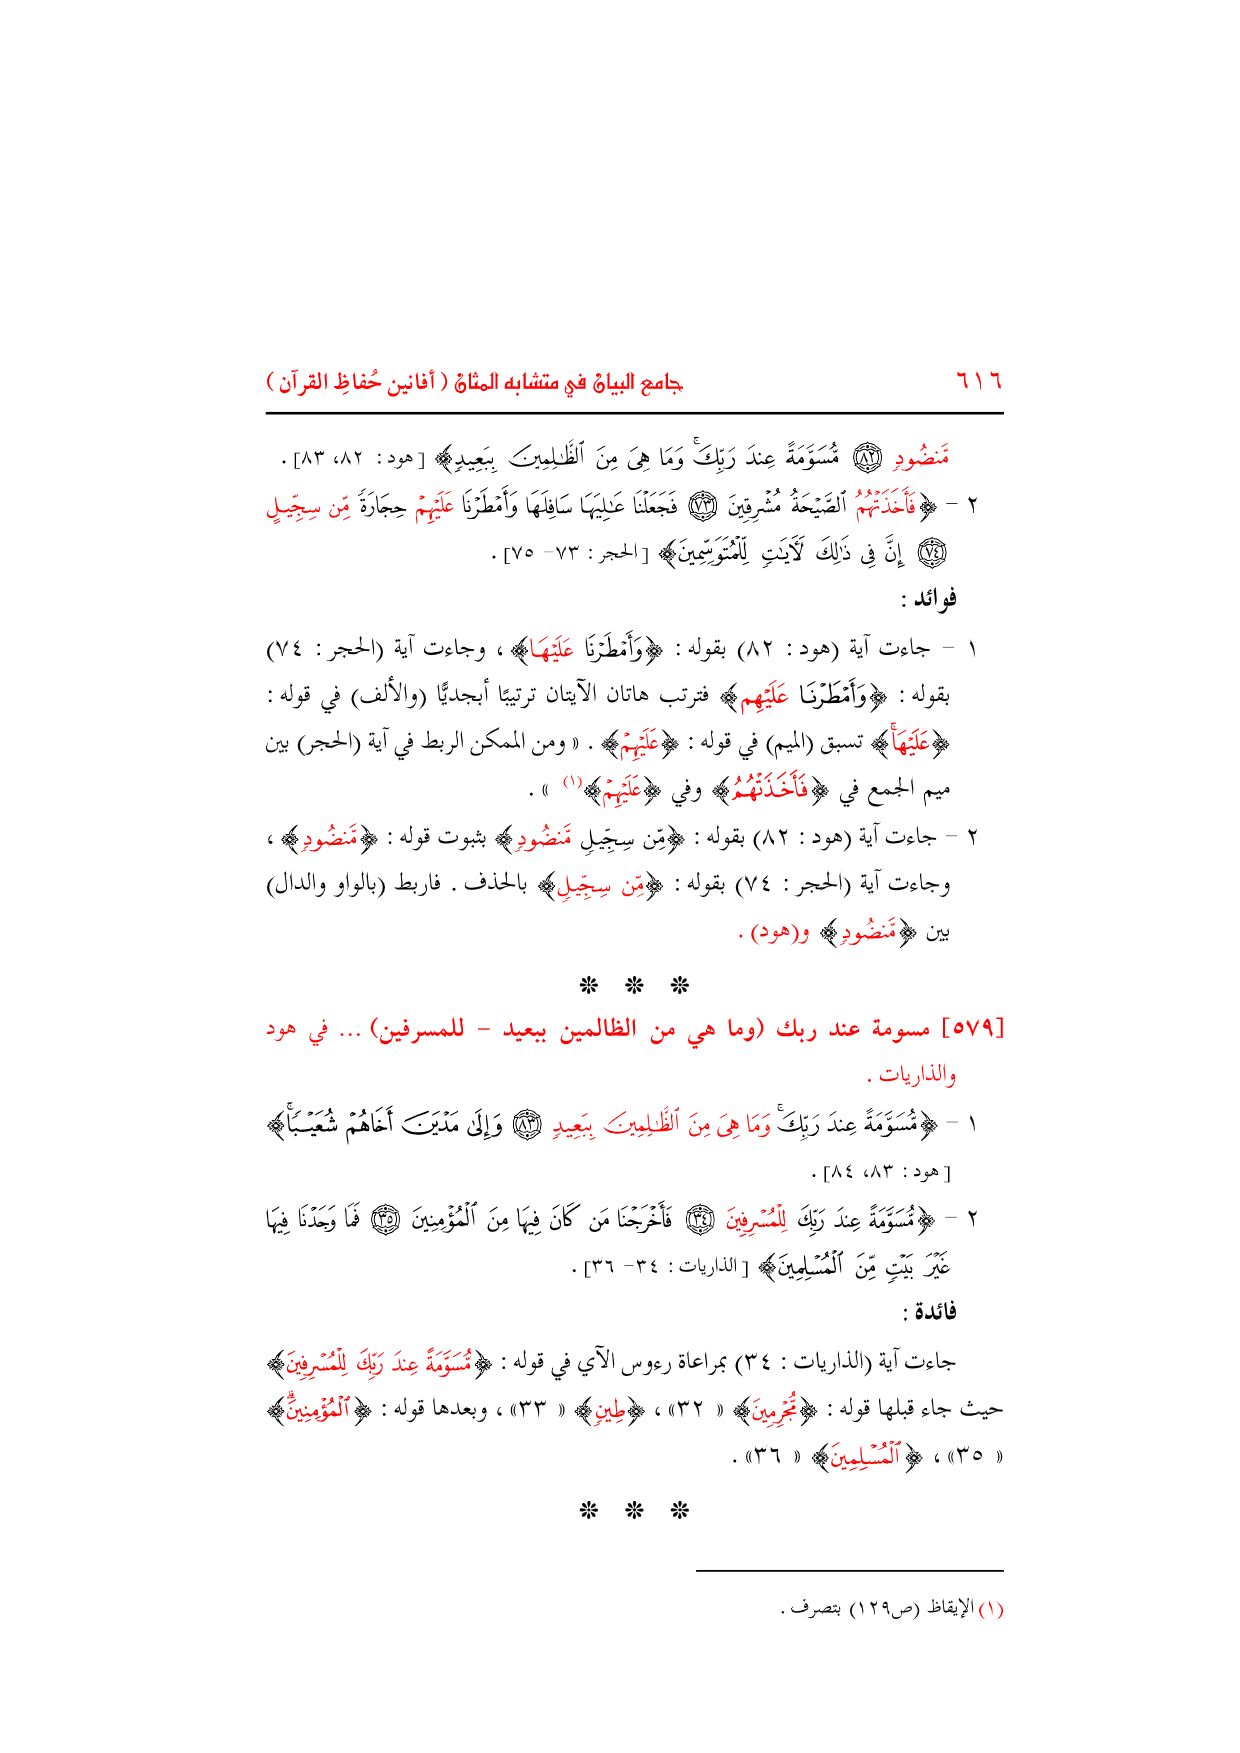 ٦١٦ جامع البيان في متشابه المثان ( أفانين حُفاظِ القرآن )
مَّنضُودٖ ۝٨٢ مُّسَوَّمَةً عِندَ رَبِّكَۖ وَمَا هِيَ مِنَ ٱلظَّٰلِمِينَ بِبَعِيدٖ﴾ [هود: ٨٢، ٨٣] .
٢ - ﴿فَأَخَذَتۡهُمُ ٱلصَّيۡحَةُ مُشۡرِقِينَ ۝٧٣ فَجَعَلۡنَا عَٰلِيَهَا سَافِلَهَا وَأَمۡطَرۡنَا عَلَيۡهِمۡ حِجَارَةٗ مِّن سِجِّيلٍ
۝٧٤ إِنَّ فِي ذَٰلِكَ لَأٓيَٰتٖ لِّلۡمُتَوَسِّمِينَ﴾ [الحجر: ٧٣- ٧٥] .
فوائد :
١ - جاءت آية (هود: ٨٢) بقوله: ﴿وَأَمۡطَرۡنَا عَلَيۡهَا﴾ ، وجاءت آية (الحجر: ٧٤)
بقوله: ﴿وَأَمۡطَرۡنَا عَلَيۡهِم﴾ فترتب هاتان الآيتان ترتيبًا أبجديًّا (والألف) في قوله:
﴿عَلَيۡهَآۚ﴾ تسبق (الميم) في قوله: ﴿عَلَيۡهِمۡ﴾ . «ومن الممكن الربط في آية (الحجر) بين
ميم الجمع في ﴿فَأَخَذَتۡهُمُ﴾ وفي ﴿عَلَيۡهِمۡ﴾(١) » .
٢ - جاءت آية (هود: ٨٢) بقوله: ﴿مِّن سِجِّيلٖ مَّنضُودٖ﴾ بثبوت قوله: ﴿مَّنضُودٖ﴾ ،
وجاءت آية (الحجر: ٧٤) بقوله: ﴿مِّن سِجِّيلٍ﴾ بالحذف . فاربط (بالواو والدال)
بين ﴿مَّنضُودٖ﴾ و(هود) .
❊ ❊ ❊
[٥٧٩] مسومة عند ربك (وما هي من الظالمين ببعيد - للمسرفين) ... في هود
والذاريات .
١ - ﴿مُّسَوَّمَةً عِندَ رَبِّكَۖ وَمَا هِيَ مِنَ ٱلظَّٰلِمِينَ بِبَعِيدٖ ۝٨٣ وَإِلَىٰ مَدۡيَنَ أَخَاهُمۡ شُعَيۡبٗاۚ﴾
[هود: ٨٣، ٨٤] .
٢ - ﴿مُّسَوَّمَةً عِندَ رَبِّكَ لِلۡمُسۡرِفِينَ ۝٣٤ فَأَخۡرَجۡنَا مَن كَانَ فِيهَا مِنَ ٱلۡمُؤۡمِنِينَ ۝٣٥ فَمَا وَجَدۡنَا فِيهَا
غَيۡرَ بَيۡتٖ مِّنَ ٱلۡمُسۡلِمِينَ﴾ [الذاريات: ٣٤- ٣٦] .
فائدة :
جاءت آية (الذاريات: ٣٤) بمراعاة رءوس الآي في قوله: ﴿مُّسَوَّمَةً عِندَ رَبِّكَ لِلۡمُسۡرِفِينَ﴾
حيث جاء قبلها قوله: ﴿مُّجۡرِمِينَ﴾ «٣٢» ، ﴿طِينٖ﴾ «٣٣» ، وبعدها قوله: ﴿ٱلۡمُؤۡمِنِينَۗ﴾
«٣٥» ، ﴿ٱلۡمُسۡلِمِينَ﴾ «٣٦» .
❊ ❊ ❊
(١) الإيقاظ (ص١٢٩) بتصرف .